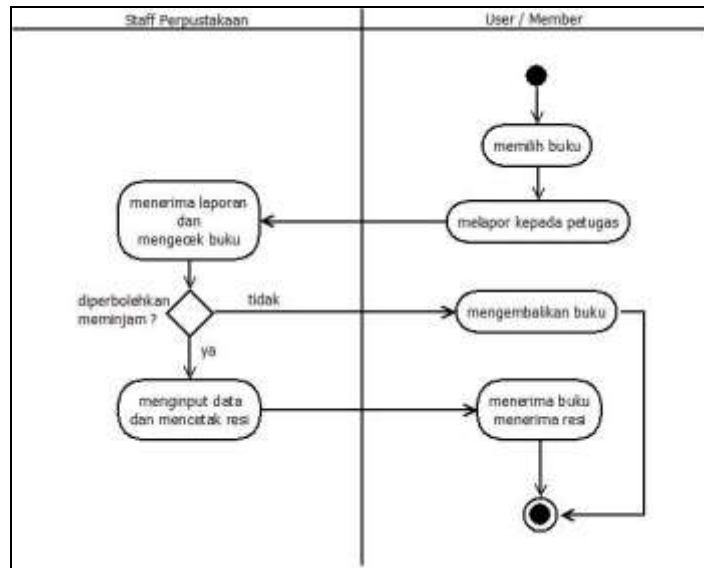 Staff Perpustakaan
User / Member
memilih buku
melapor kepada petugas
menerima laporan
dan
mengecek buku
diperbolehkan
meminjam ?
tidak
mengembalikan buku
ya
menginput data
dan mencetak resi
menerima buku
menerima resi